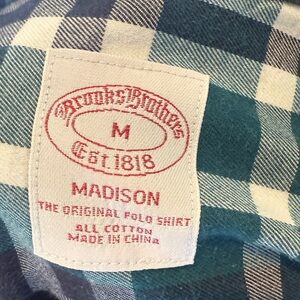 Brooks Brothers
M
Est. 1818
MADISON
THE ORIGINAL POLO SHIRT
ALL COTTON
MADE IN CHINA